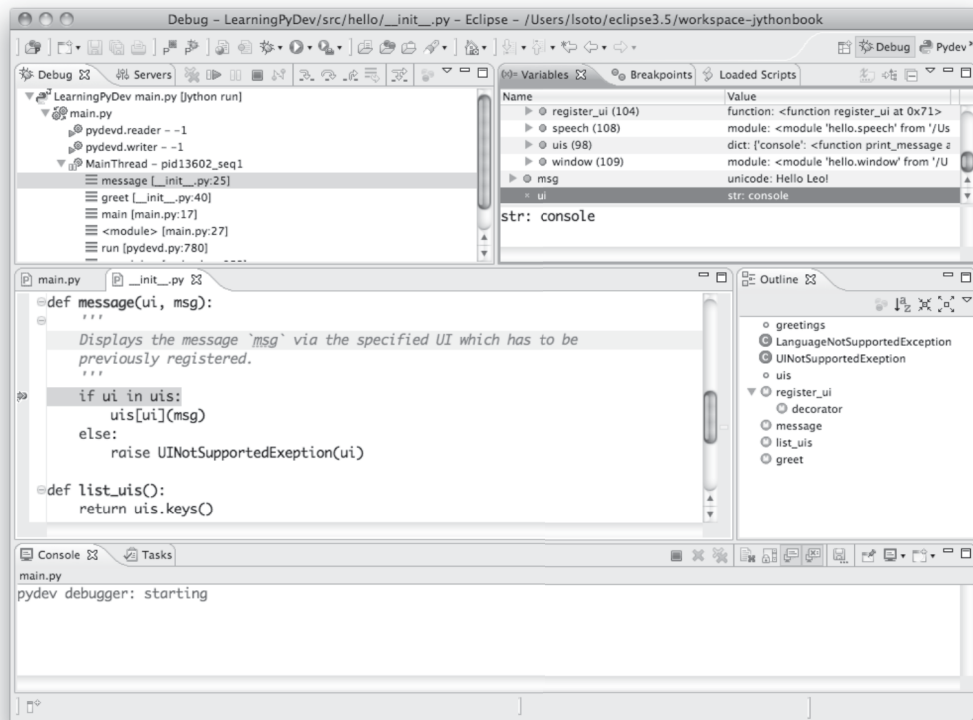 Debug – LearningPyDev/src/hello/__init__.py – Eclipse – /Users/lsoto/eclipse3.5/workspace-jythonbook
Debug Pydev
Debug Servers
LearningPyDev main.py [Jython run]
main.py
pydevd.reader – –1
pydevd.writer – –1
MainThread – pid13602_seq1
message [__init__.py:25]
greet [__init__.py:40]
main [main.py:17]
<module> [main.py:27]
run [pydevd.py:780]
Variables Breakpoints Loaded Scripts
Name Value
register_ui (104) function: <function register_ui at 0x71>
speech (108) module: <module 'hello.speech' from '/Us
uis (98) dict: {'console': <function print_message a
window (109) module: <module 'hello.window' from '/U
msg unicode: Hello Leo!
ui str: console
str: console
main.py __init__.py
def message(ui, msg):
'''
Displays the message `msg` via the specified UI which has to be
previously registered.
'''
if ui in uis:
uis[ui](msg)
else:
raise UINotSupportedExeption(ui)
def list_uis():
return uis.keys()
Outline
greetings
LanguageNotSupportedException
UINotSupportedExeption
uis
register_ui
decorator
message
list_uis
greet
Console Tasks
main.py
pydev debugger: starting